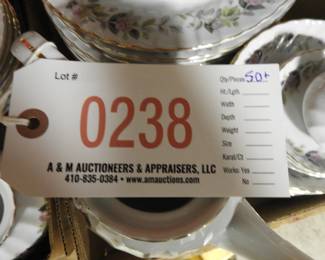 Lot #
0238
A & M AUCTIONEERS & APPRAISERS, LLC
410-835-0384 • www.amauctions.com
Qty/Pieces 50+
Ht/Lgth.
Width
Depth
Weight
Size
Karat/Ct
Works: Yes
No